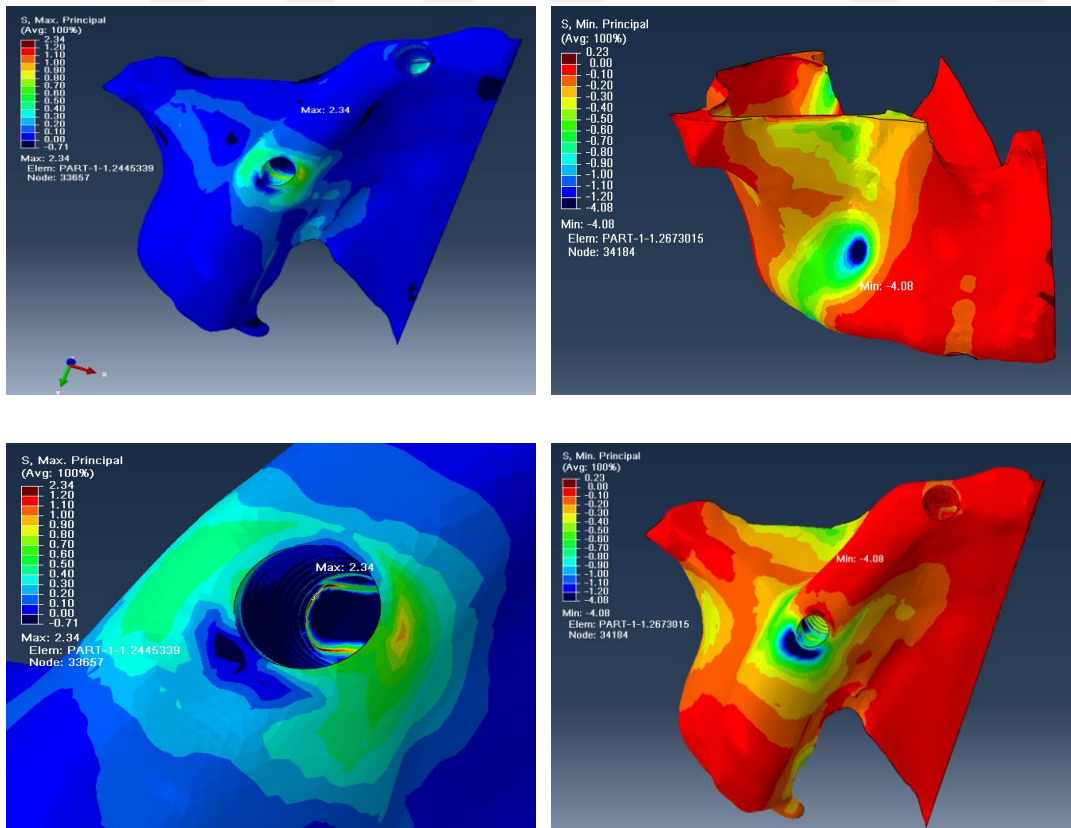 S, Max. Principal
(Avg: 100%)
2.34
1.20
1.10
1.00
0.90
0.80
0.70
0.60
0.50
0.40
0.30
0.20
0.10
0.00
-0.71
Max: 2.34
Elem: PART-1-1.2445339
Node: 33657
Max: 2.34
X
Y
S, Min. Principal
(Avg: 100%)
0.23
0.00
-0.10
-0.20
-0.30
-0.40
-0.50
-0.60
-0.70
-0.80
-0.90
-1.00
-1.10
-1.20
-4.08
Min: -4.08
Elem: PART-1-1.2673015
Node: 34184
Min: -4.08
S, Max. Principal
(Avg: 100%)
2.34
1.20
1.10
1.00
0.90
0.80
0.70
0.60
0.50
0.40
0.30
0.20
0.10
0.00
-0.71
Max: 2.34
Elem: PART-1-1.2445339
Node: 33657
Max: 2.34
S, Min. Principal
(Avg: 100%)
0.23
0.00
-0.10
-0.20
-0.30
-0.40
-0.50
-0.60
-0.70
-0.80
-0.90
-1.00
-1.10
-1.20
-4.08
Min: -4.08
Elem: PART-1-1.2673015
Node: 34184
Min: -4.08